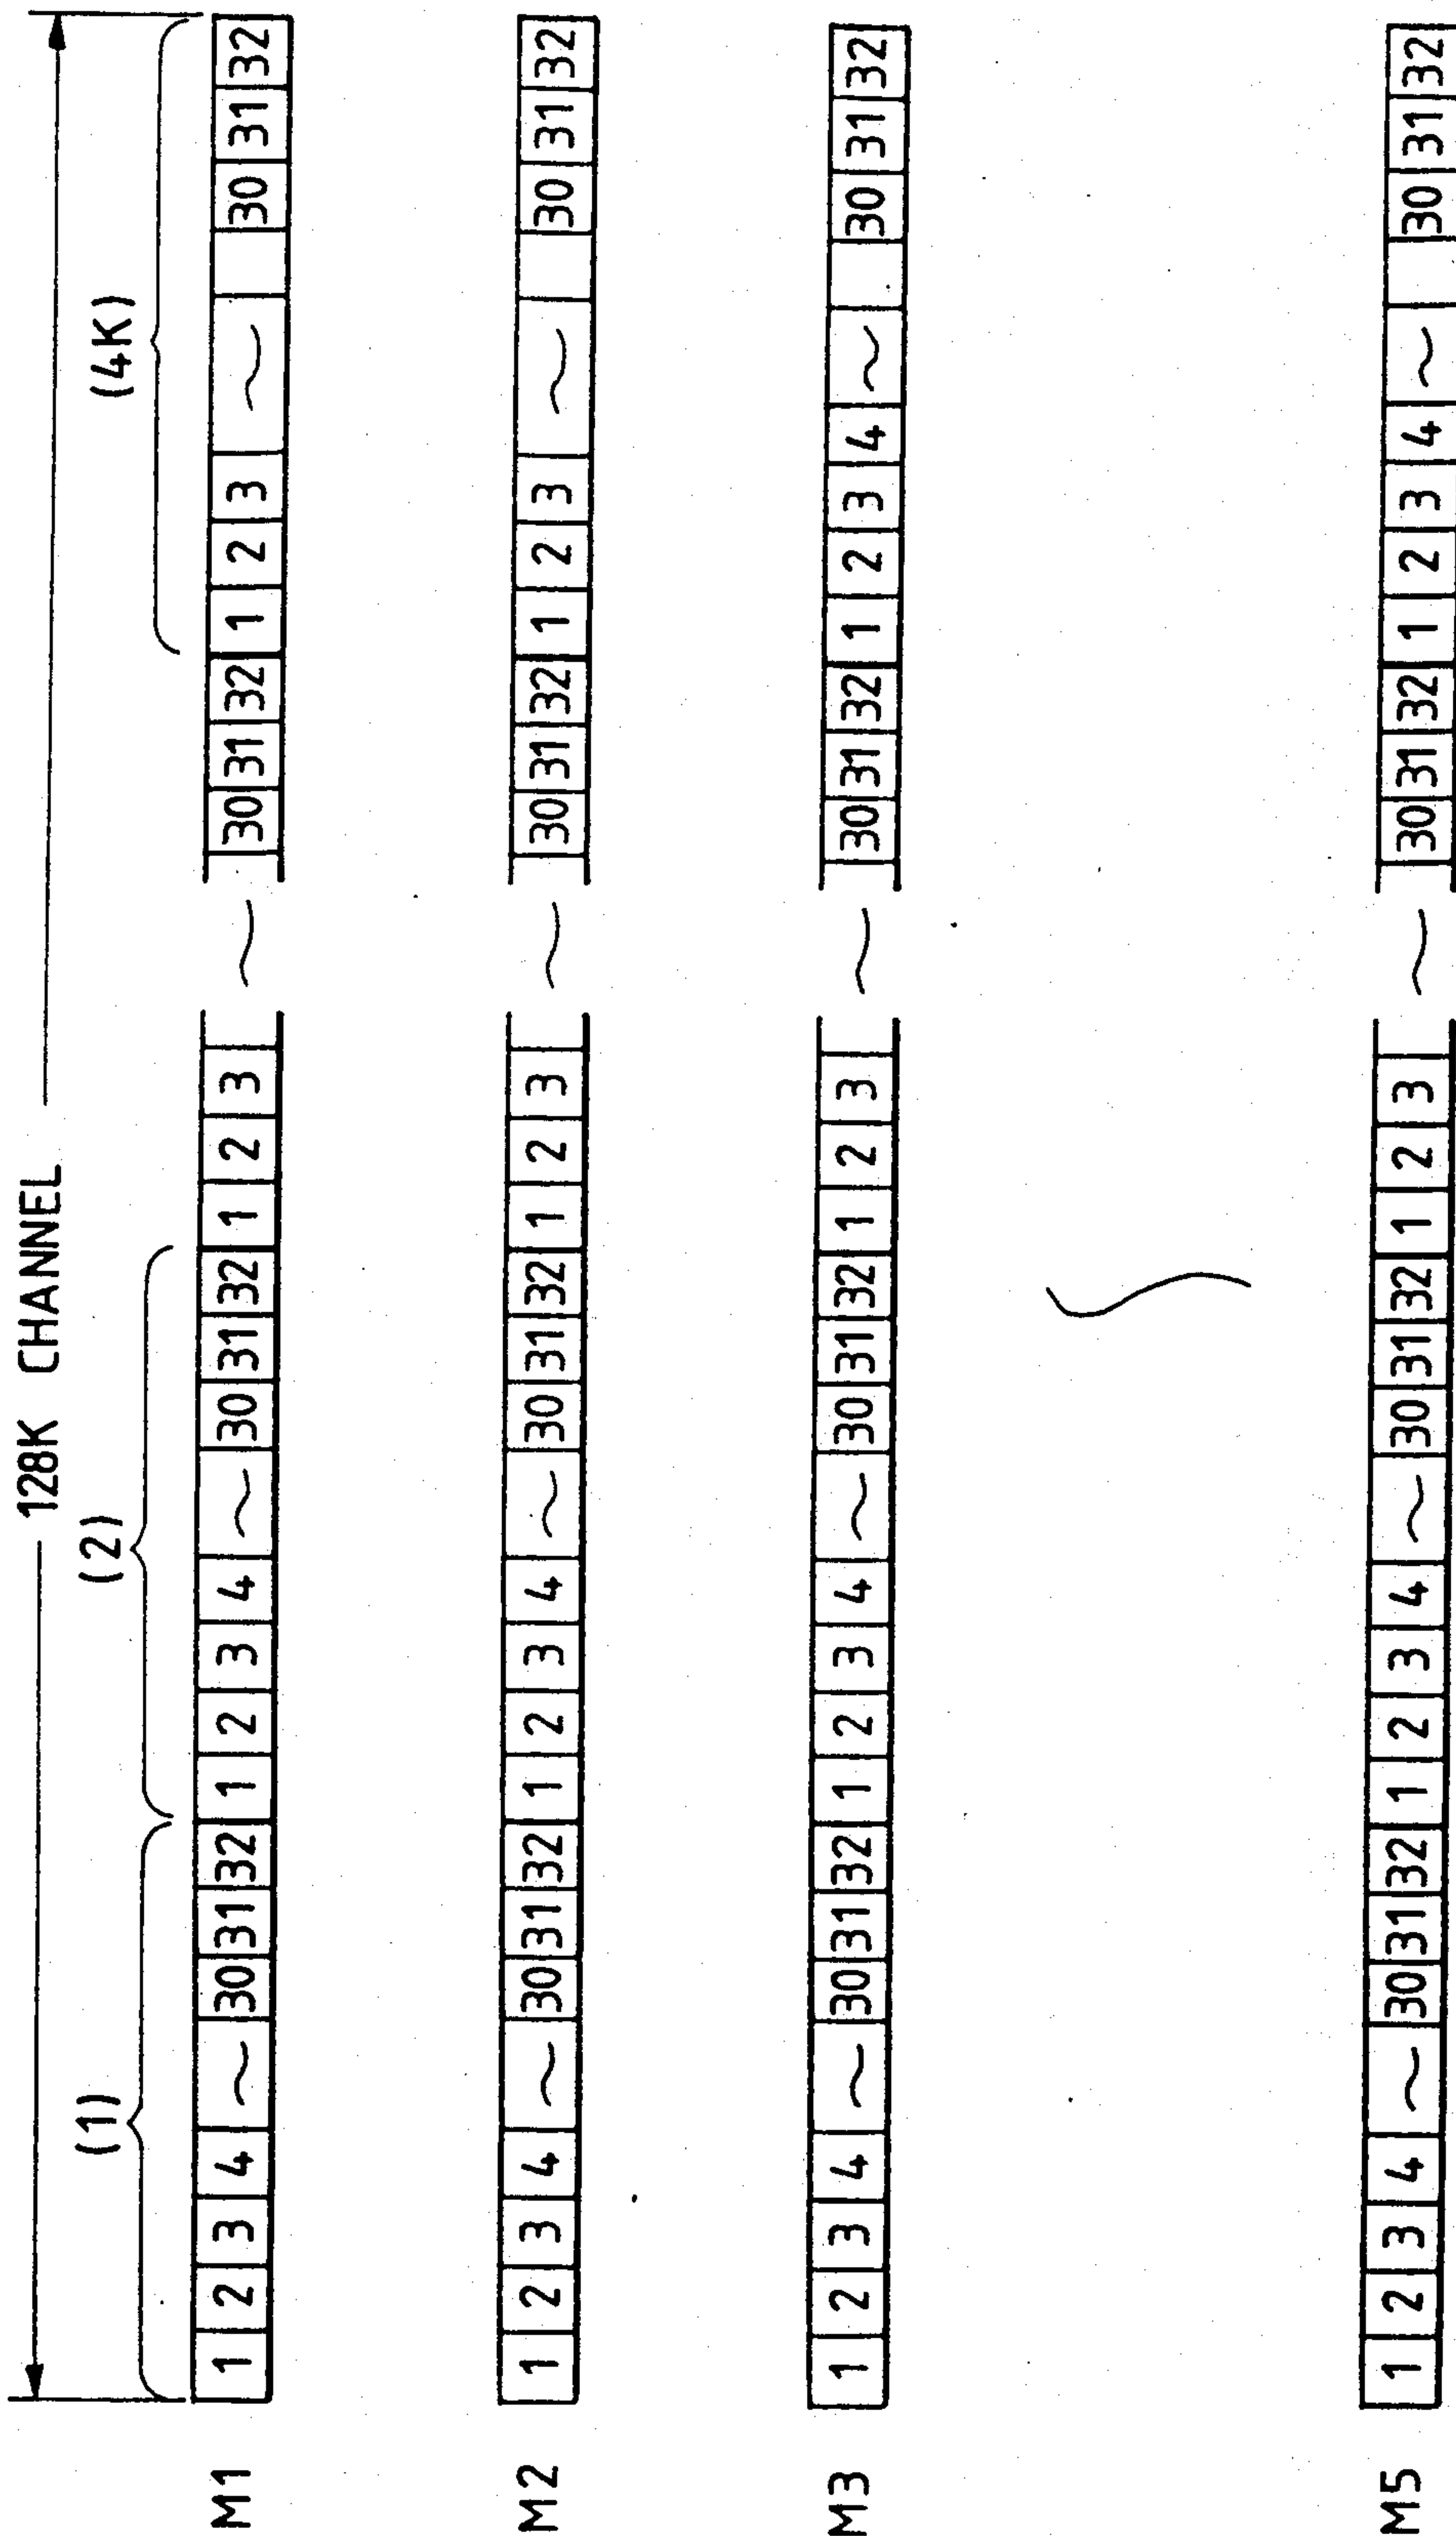 128K CHANNEL
(1) (2) (4K)
M1 1 2 3 4 30 31 32 1 2 3 4 30 31 32 1 2 3 30 31 32 1 2 3 30 31 32
M2 1 2 3 4 30 31 32 1 2 3 4 30 31 32 1 2 3 30 31 32 1 2 3 30 31 32
M3 1 2 3 4 30 31 32 1 2 3 4 30 31 32 1 2 3 30 31 32 1 2 3 4 30 31 32
M5 1 2 3 4 30 31 32 1 2 3 4 30 31 32 1 2 3 30 31 32 1 2 3 4 30 31 32